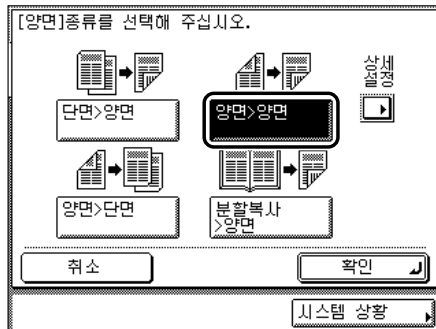 [양면]종류를 선택해 주십시오.
상세
설정
단면>양면
양면>양면
양면>단면
분할복사
>양면
취소
확인
시스템 상황